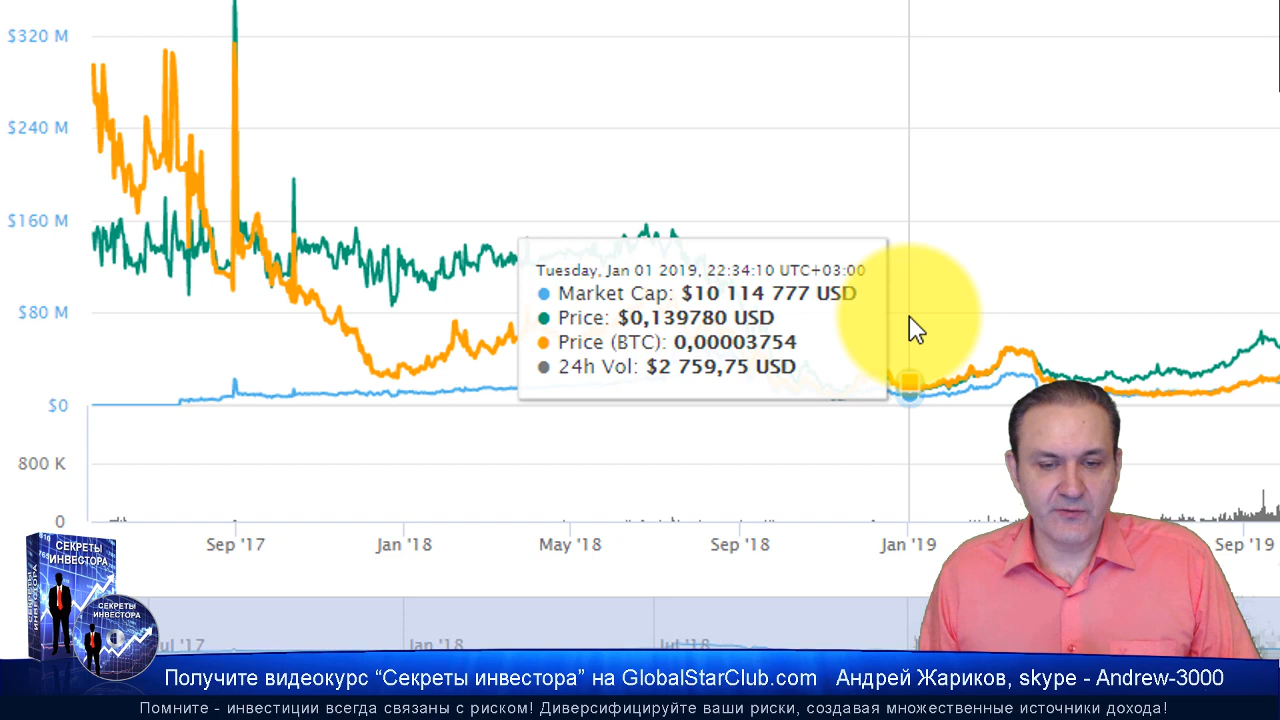 $320 M
$240 M
$160 M
$80 M
$0
800 K
0
Tuesday, Jan 01 2019, 22:34:10 UTC+03:00
Market Cap: $10 114 777 USD
Price: $0,139780 USD
Price (BTC): 0,00003754
24h Vol: $2 759,75 USD
Sep '17
Jan '18
May '18
Sep '18
Jan '19
Sep '19
Jul '17
Jan '18
Jul '18
СЕКРЕТЫ
ИНВЕСТОРА
СЕКРЕТЫ
ИНВЕСТОРА
Получите видеокурс “Секреты инвестора” на GlobalStarClub.com Андрей Жариков, skype - Andrew-3000
Помните - инвестиции всегда связаны с риском! Диверсифицируйте ваши риски, создавая множественные источники дохода!